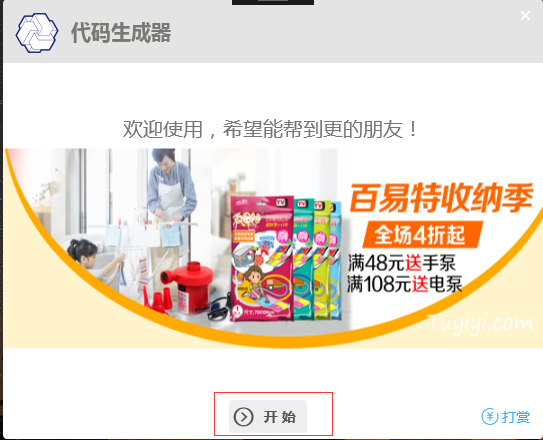 代码生成器
欢迎使用，希望能帮到更的朋友！
百易特收纳季
全场4折起
满48元送手泵
满108元送电泵
Tuyiyi.com
开 始
打赏